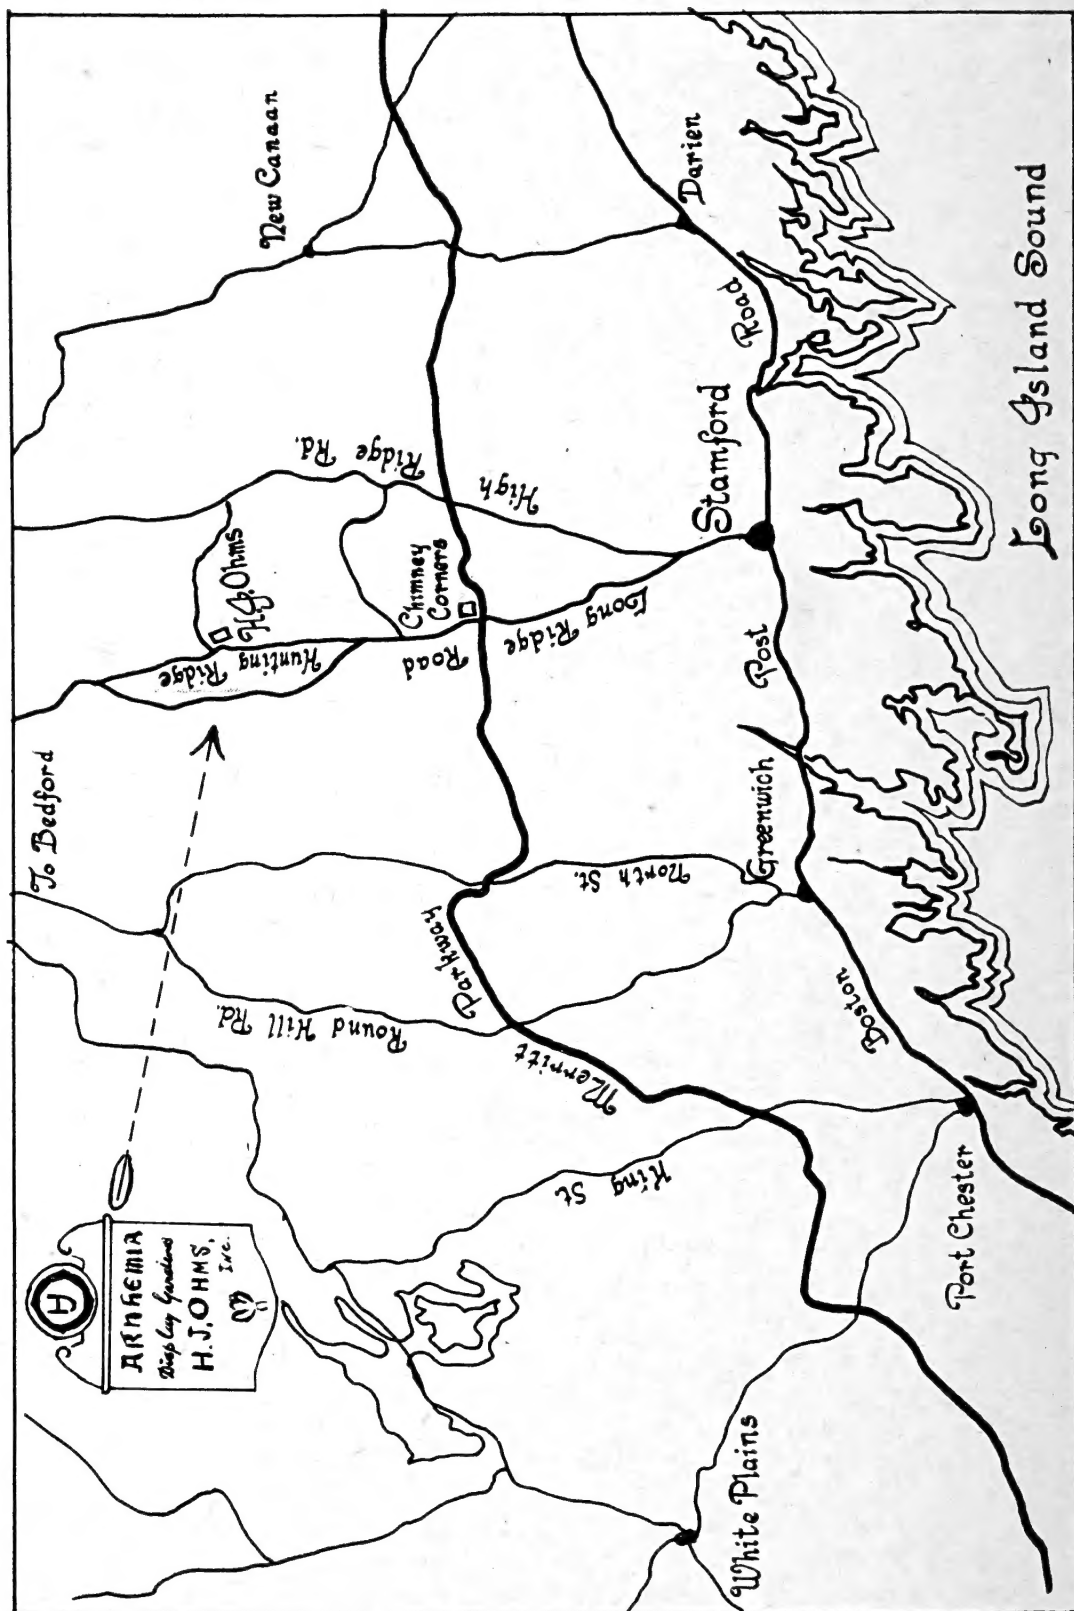 A
ARNHEMIA
Display Gardens
H.J. OHMS,
Inc.
To Bedford
Hunting
Ridge
H.J. Ohms
New Canaan
Chimney
Corners
High
Ridge
Rd.
Long Ridge
Road
Round Hill
Rd.
Merritt
Parkway
North
St.
King
St.
White Plains
Port Chester
Greenwich
Stamford
Darien
Boston
Post
Road
Long Island Sound